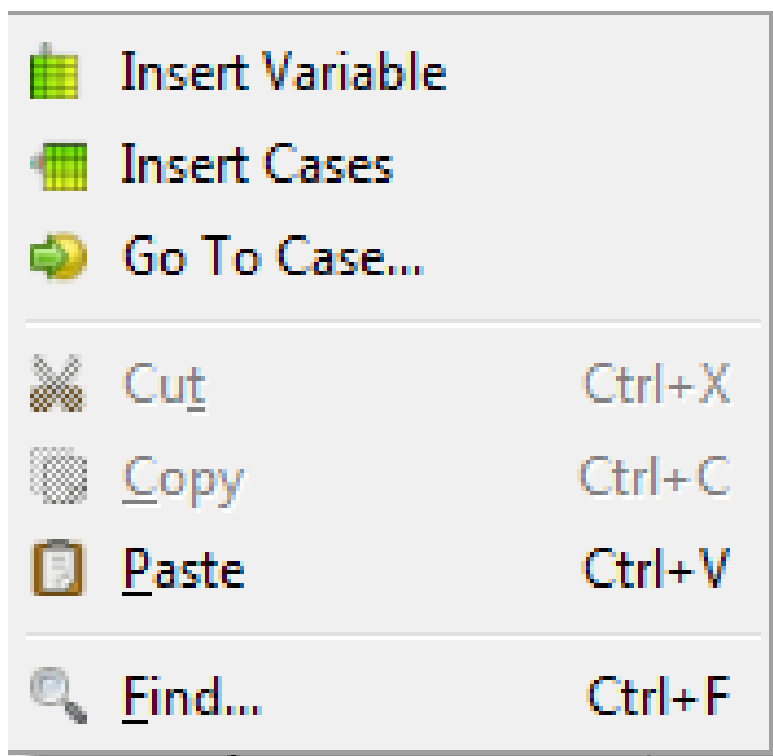 Insert Variable
Insert Cases
Go To Case...
Cut Ctrl+X
Copy Ctrl+C
Paste Ctrl+V
Find... Ctrl+F